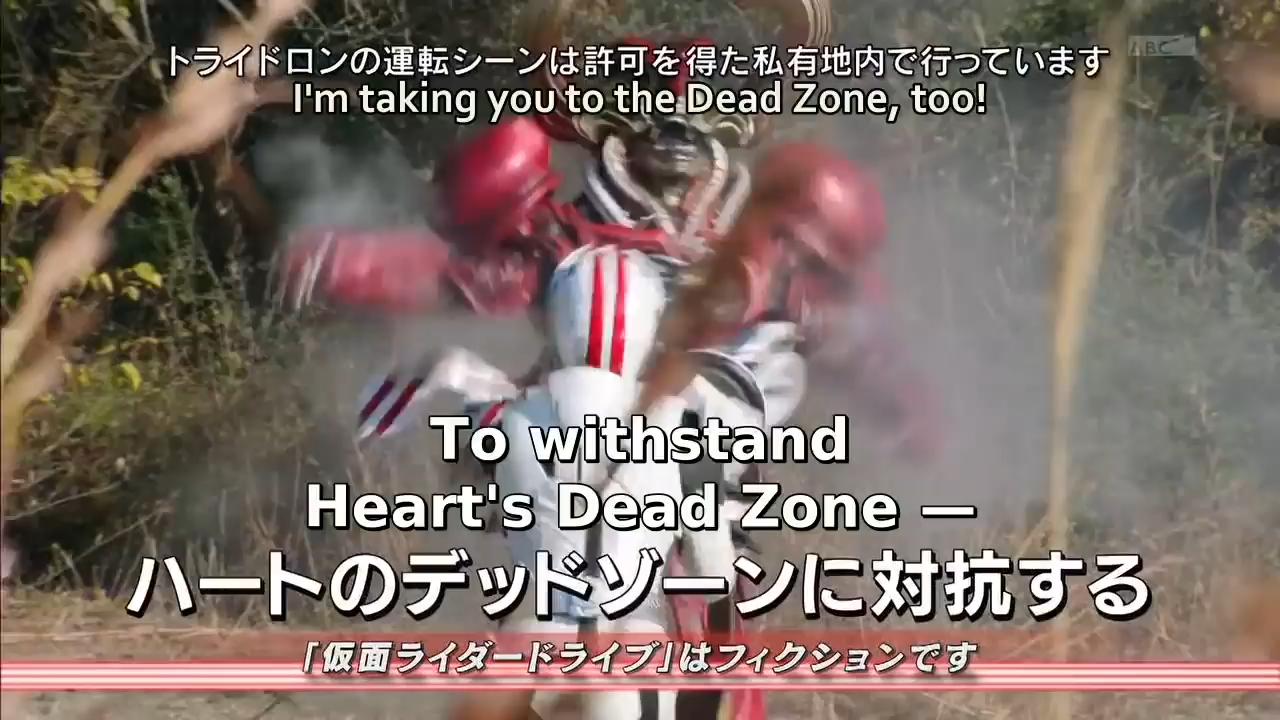 トライドロンの運転シーンは許可を得た私有地内で行っています
ABC
I'm taking you to the Dead Zone, too!
To withstand
Heart's Dead Zone —
ハートのデッドゾーンに対抗する
「仮面ライダードライブ」はフィクションです